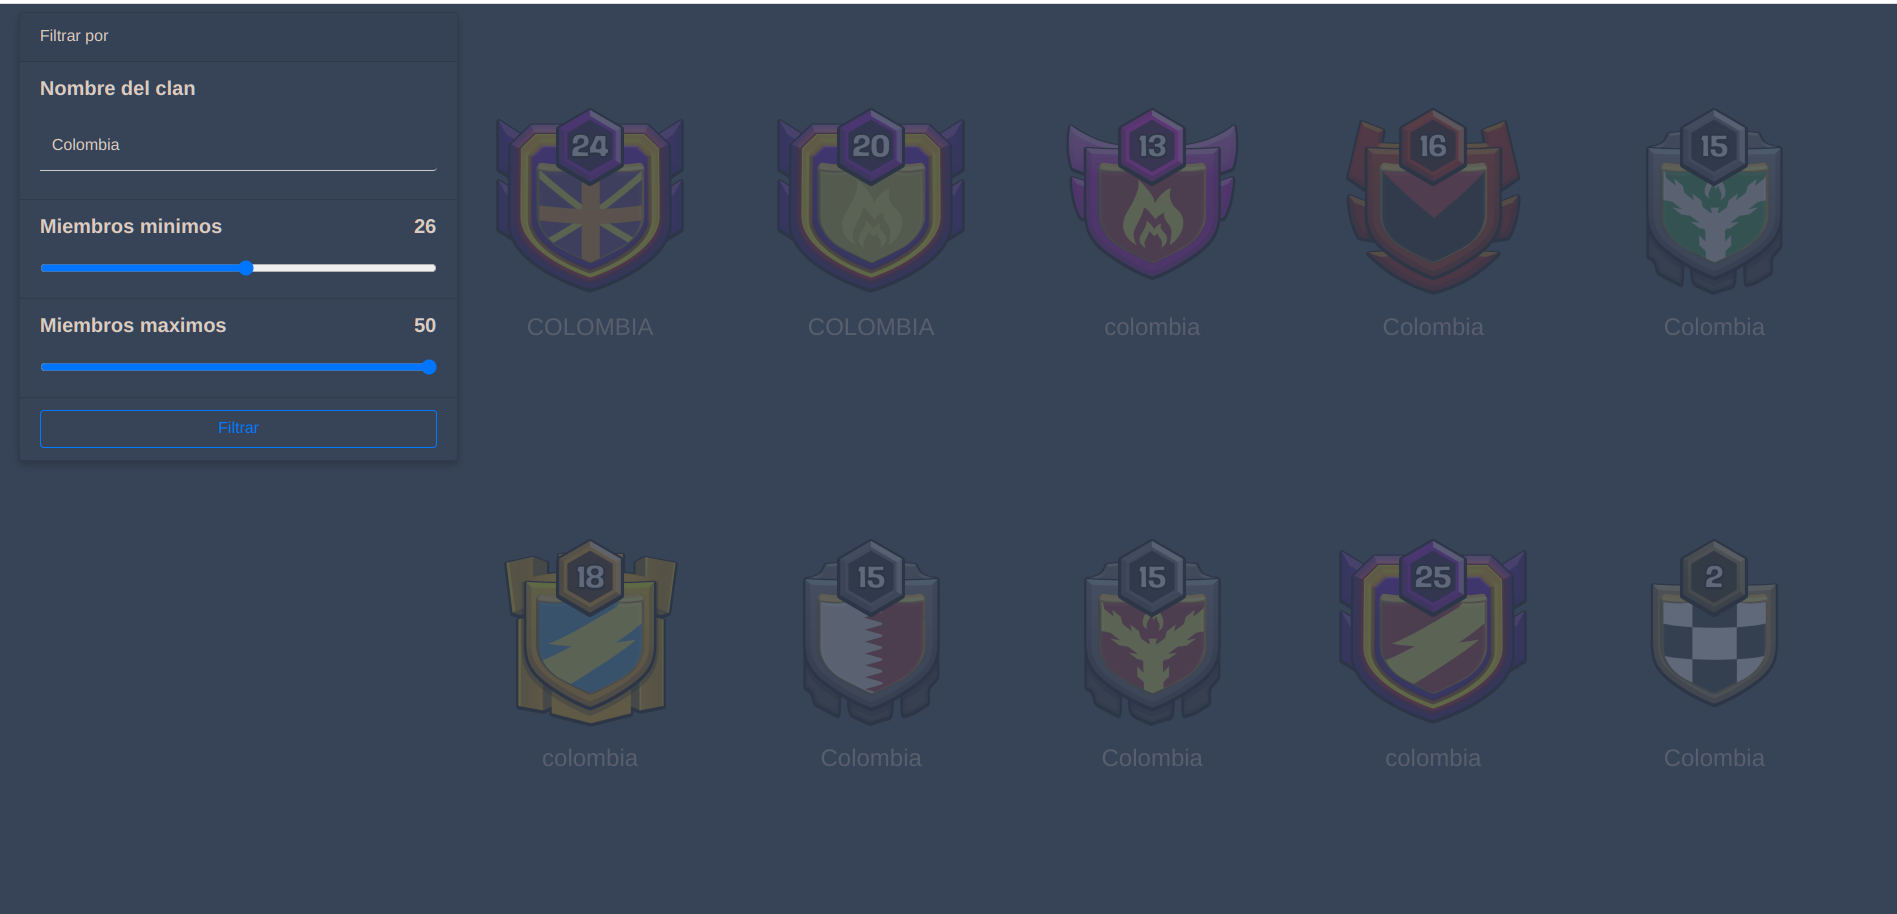 Filtrar por
Nombre del clan
Colombia
Miembros minimos 26
Miembros maximos 50
Filtrar
24 20 13 16 15
COLOMBIA COLOMBIA colombia Colombia Colombia
18 15 15 25 2
colombia Colombia Colombia colombia Colombia